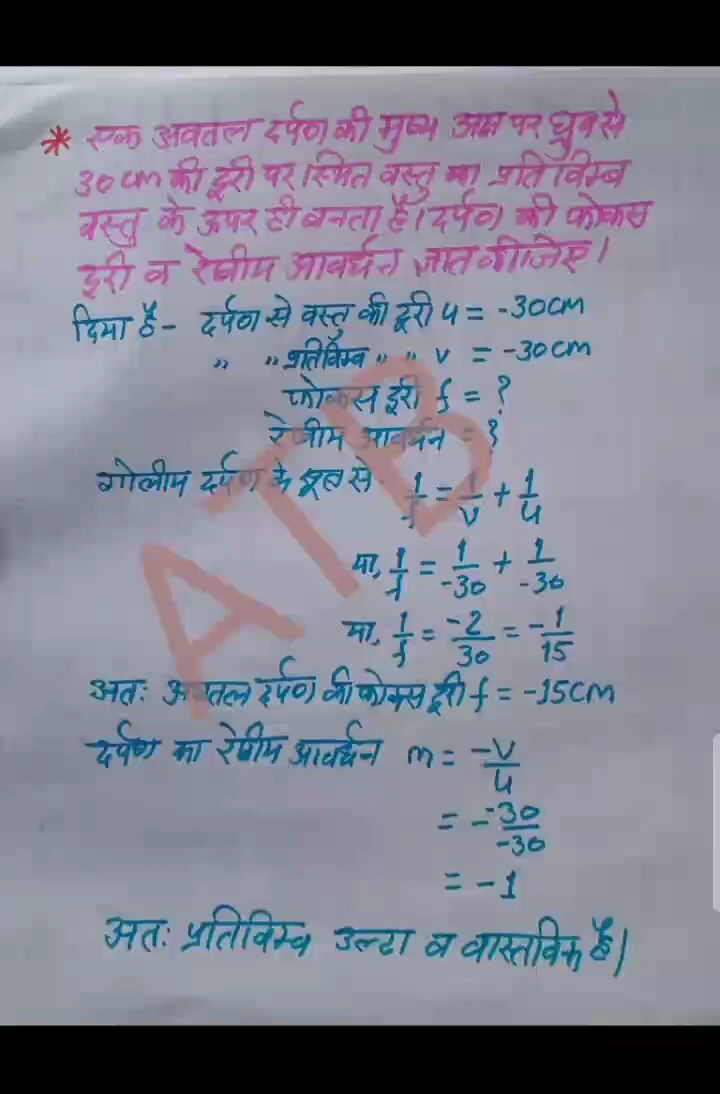 * एक अवतल दर्पण की मुख्य अक्ष पर ध्रुव से
30 cm की दूरी पर स्थित वस्तु का प्रतिविम्ब
वस्तु के ऊपर ही बनता है। दर्पण की फोकस
दूरी व रेखीय आवर्धन ज्ञात कीजिए।
दिया है - दर्पण से वस्तु की दूरी u = -30cm
" " प्रतिविम्ब " " v = -30cm
फोकस दूरी f = ?
रेखीय आवर्धन = ?
गोलीय दर्पण के सूत्र से 1/f = 1/v + 1/u
या, 1/f = 1/-30 + 1/-30
या, 1/f = -2/30 = -1/15
अतः अवतल दर्पण की फोकस दूरी f = -15cm
दर्पण का रेखीय आवर्धन m = -v/u
= - -30/-30
= -1
अतः प्रतिविम्ब उल्टा व वास्तविक है।
ATB